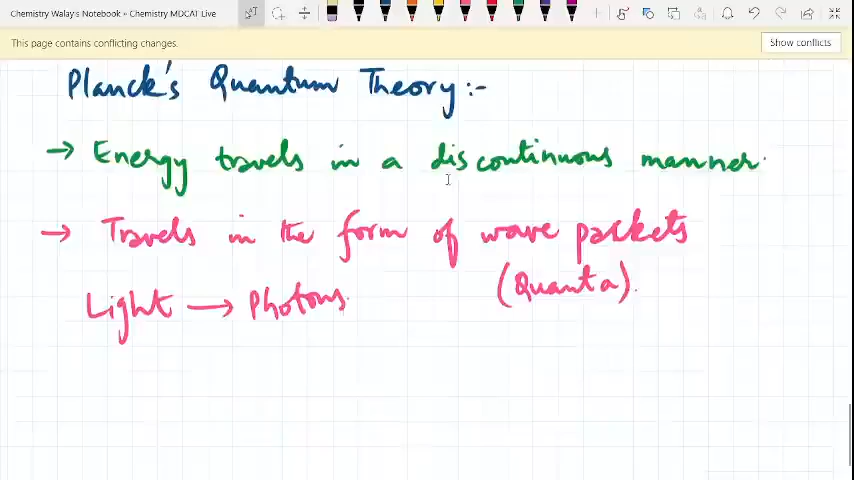 Chemistry Walay's Notebook » Chemistry MDCAT Live
This page contains conflicting changes.
Show conflicts
Planck's Quantum Theory:-
→ Energy travels in a discontinuous manner.
→ Travels in the form of wave packets
(Quanta).
Light → Photons.